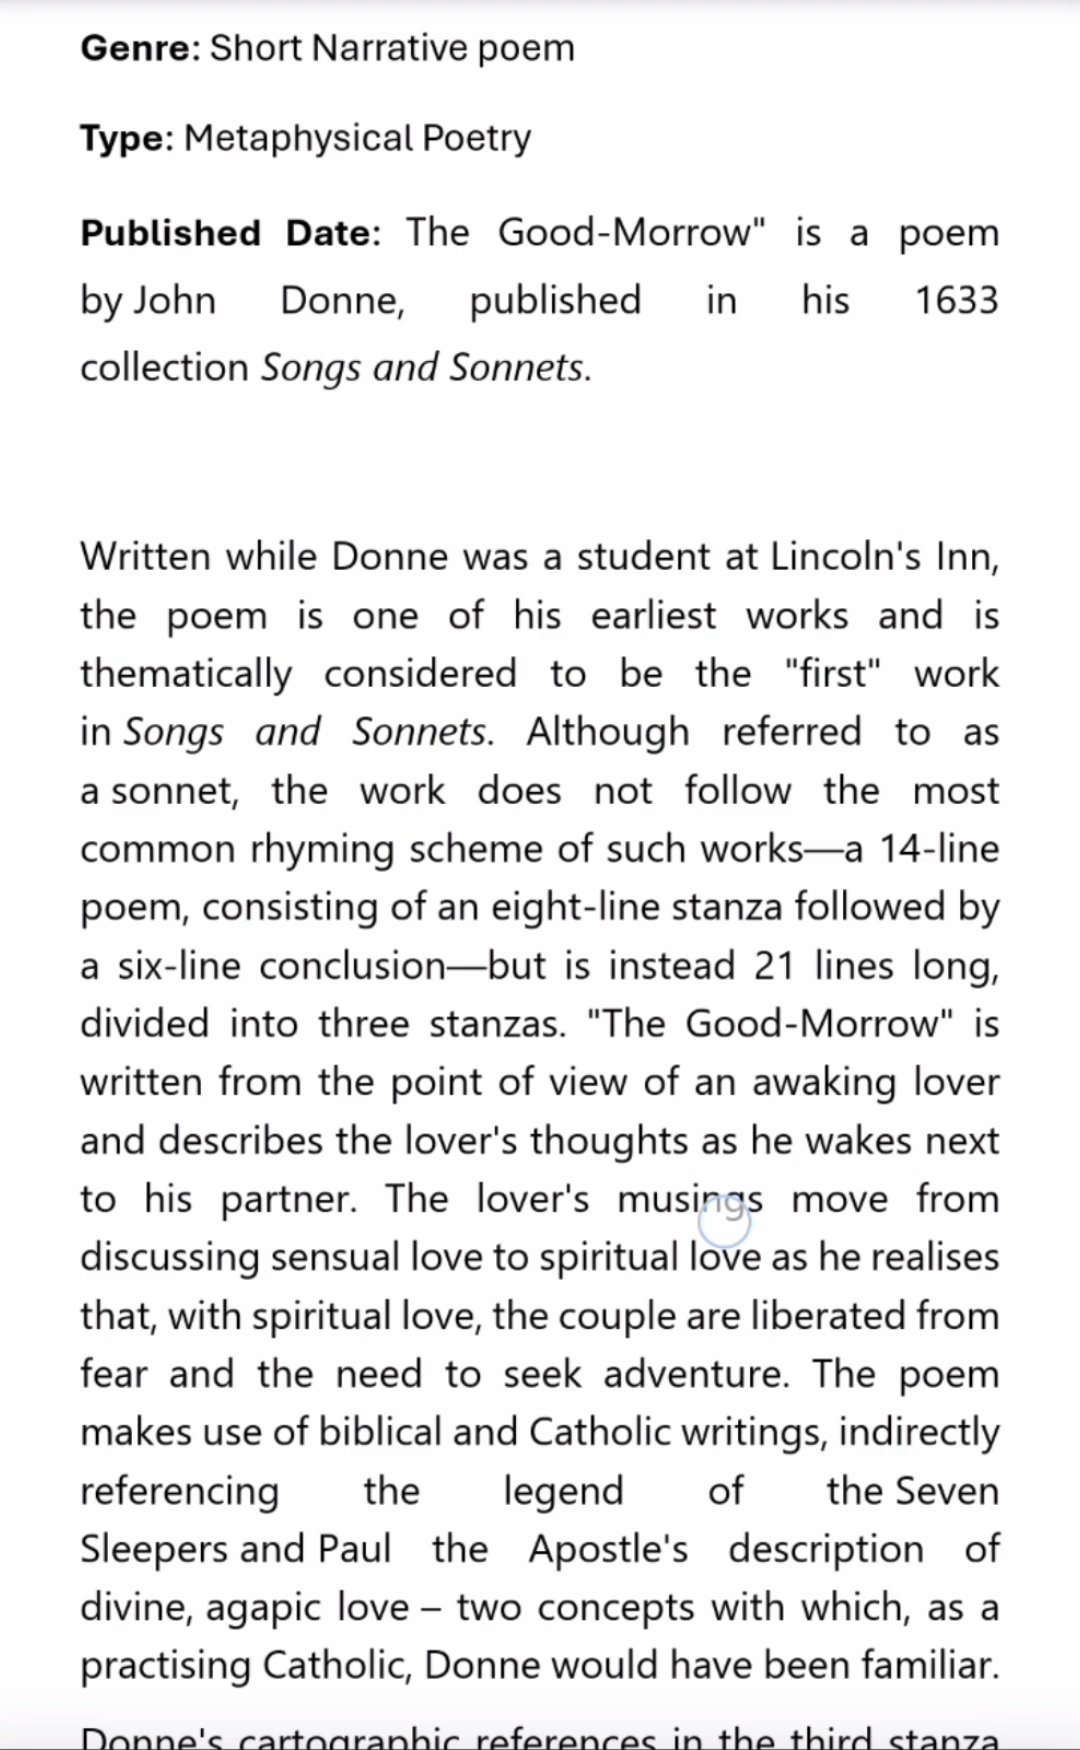 Genre: Short Narrative poem
Type: Metaphysical Poetry
Published Date: The Good-Morrow" is a poem
by John Donne, published in his 1633
collection Songs and Sonnets.
Written while Donne was a student at Lincoln's Inn,
the poem is one of his earliest works and is
thematically considered to be the "first" work
in Songs and Sonnets. Although referred to as
a sonnet, the work does not follow the most
common rhyming scheme of such works—a 14-line
poem, consisting of an eight-line stanza followed by
a six-line conclusion—but is instead 21 lines long,
divided into three stanzas. "The Good-Morrow" is
written from the point of view of an awaking lover
and describes the lover's thoughts as he wakes next
to his partner. The lover's musings move from
discussing sensual love to spiritual love as he realises
that, with spiritual love, the couple are liberated from
fear and the need to seek adventure. The poem
makes use of biblical and Catholic writings, indirectly
referencing the legend of the Seven
Sleepers and Paul the Apostle's description of
divine, agapic love – two concepts with which, as a
practising Catholic, Donne would have been familiar.
Donne's cartographic references in the third stanza